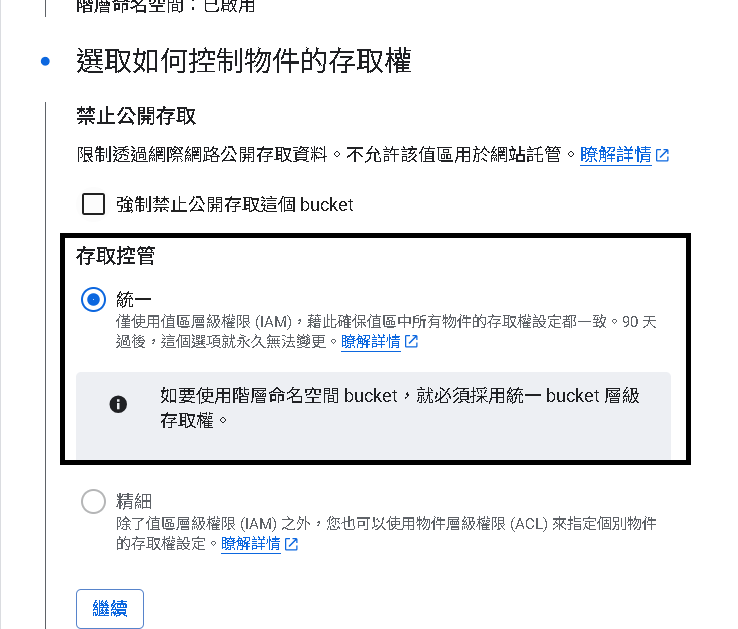 階層命名空間：已啟用
選取如何控制物件的存取權
禁止公開存取
限制透過網際網路公開存取資料。不允許該值區用於網站託管。瞭解詳情
強制禁止公開存取這個 bucket
存取控管
統一
僅使用值區層級權限 (IAM)，藉此確保值區中所有物件的存取權設定都一致。90 天
過後，這個選項就永久無法變更。瞭解詳情
如要使用階層命名空間 bucket，就必須採用統一 bucket 層級
存取權。
精細
除了值區層級權限 (IAM) 之外，您也可以使用物件層級權限 (ACL) 來指定個別物件
的存取權設定。瞭解詳情
繼續